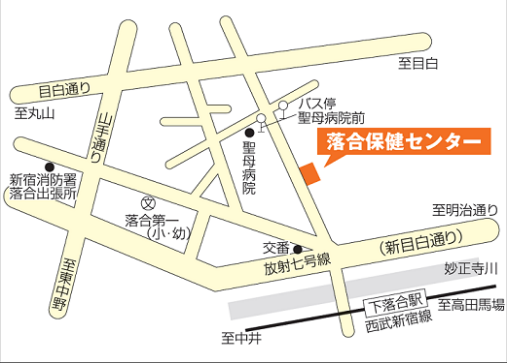 目白通り
至目白
至丸山
山手通り
バス停
聖母病院前
落合保健センター
聖母病院
新宿消防署
落合出張所
文
落合第一
（小・幼）
至明治通り
交番
放射七号線
（新目白通り）
妙正寺川
至東中野
下落合駅
至高田馬場
西武新宿線
至中井